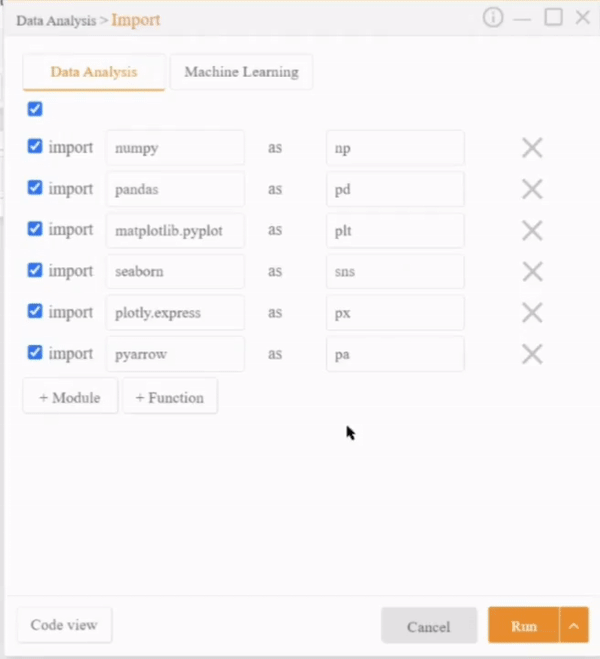 Data Analysis > Import
Data Analysis Machine Learning
import numpy as np
import pandas as pd
import matplotlib.pyplot as plt
import seaborn as sns
import plotly.express as px
import pyarrow as pa
+ Module + Function
Code view Cancel Run